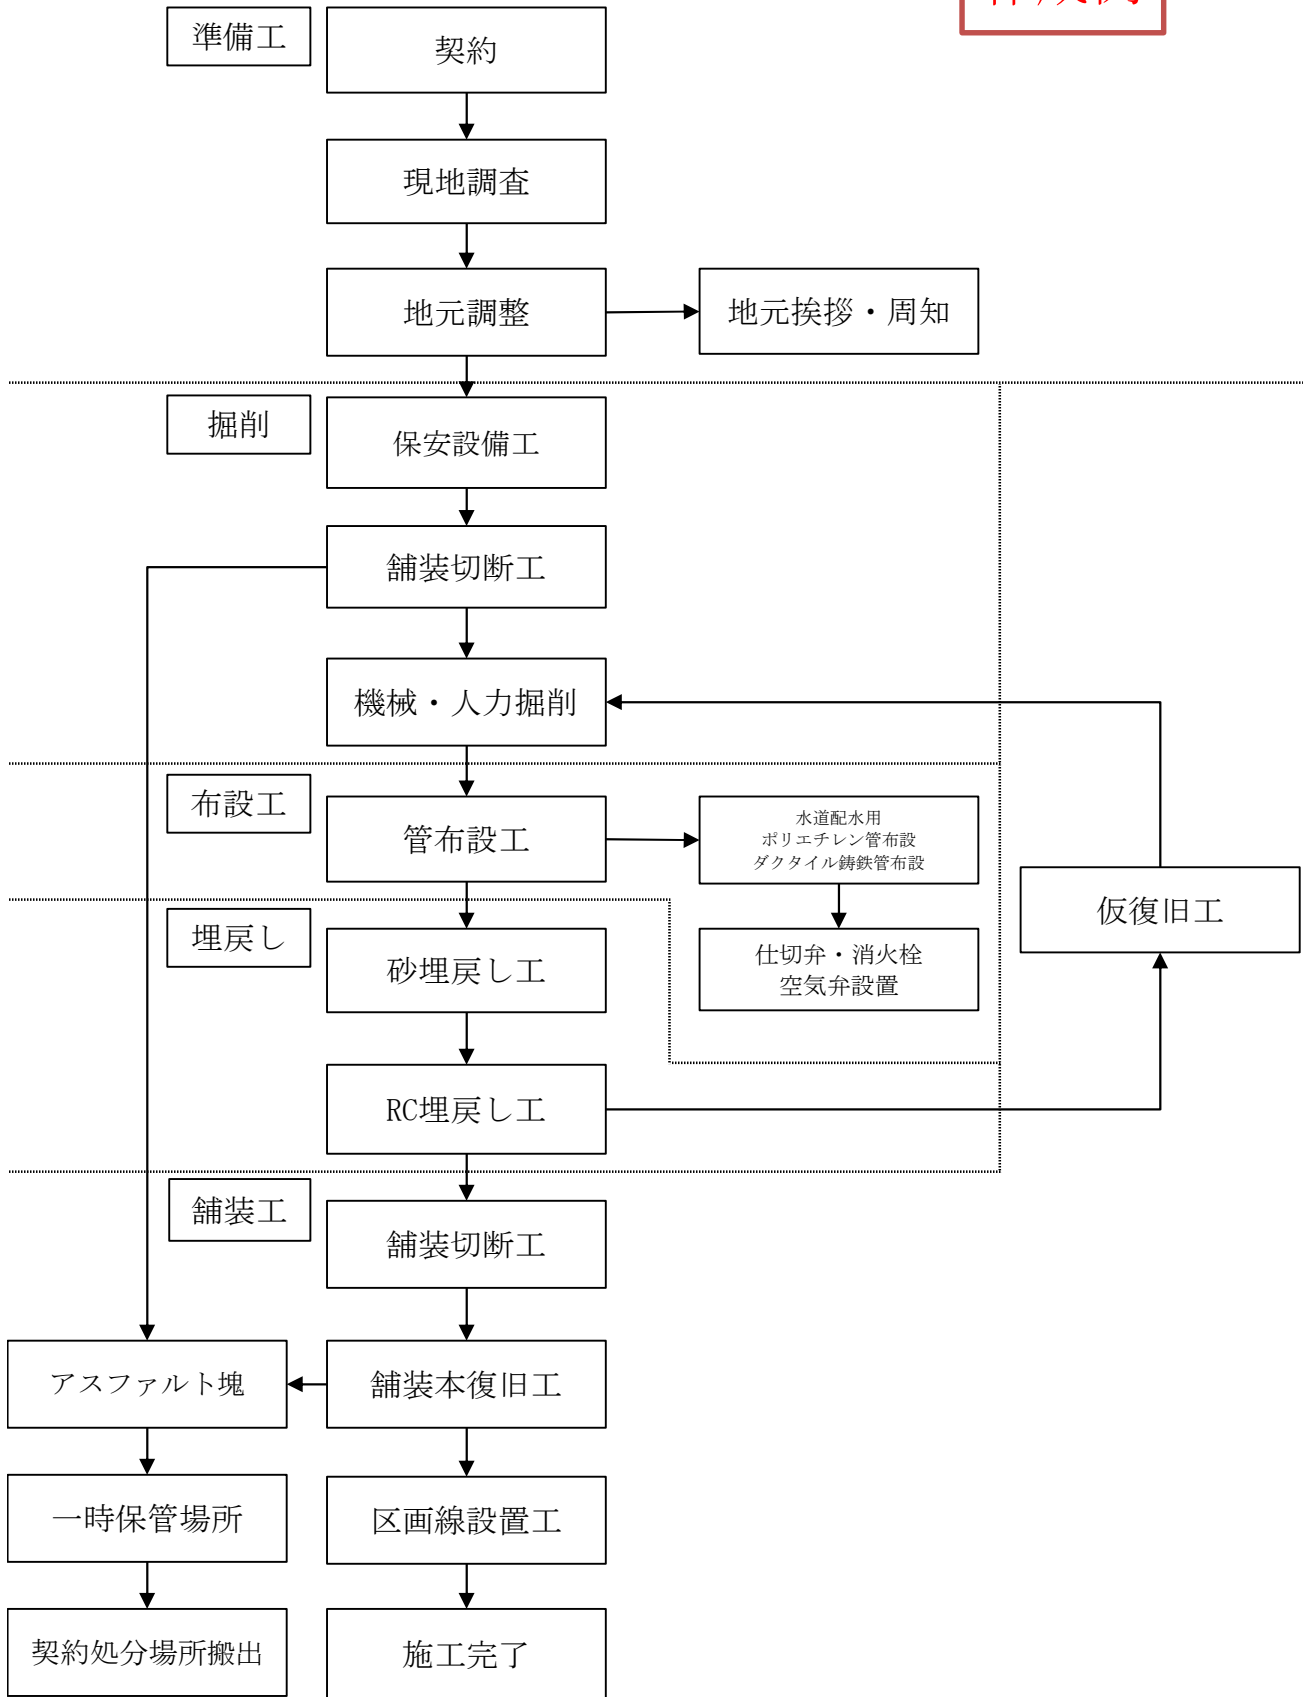 準備工
契約
現地調査
地元調整
地元挨拶・周知
掘削
保安設備工
舗装切断工
機械・人力掘削
布設工
管布設工
水道配水用
ポリエチレン管布設
ダクタイル鋳鉄管布設
仮復旧工
埋戻し
砂埋戻し工
仕切弁・消火栓
空気弁設置
RC埋戻し工
舗装工
舗装切断工
アスファルト塊
舗装本復旧工
一時保管場所
区画線設置工
契約処分場所搬出
施工完了